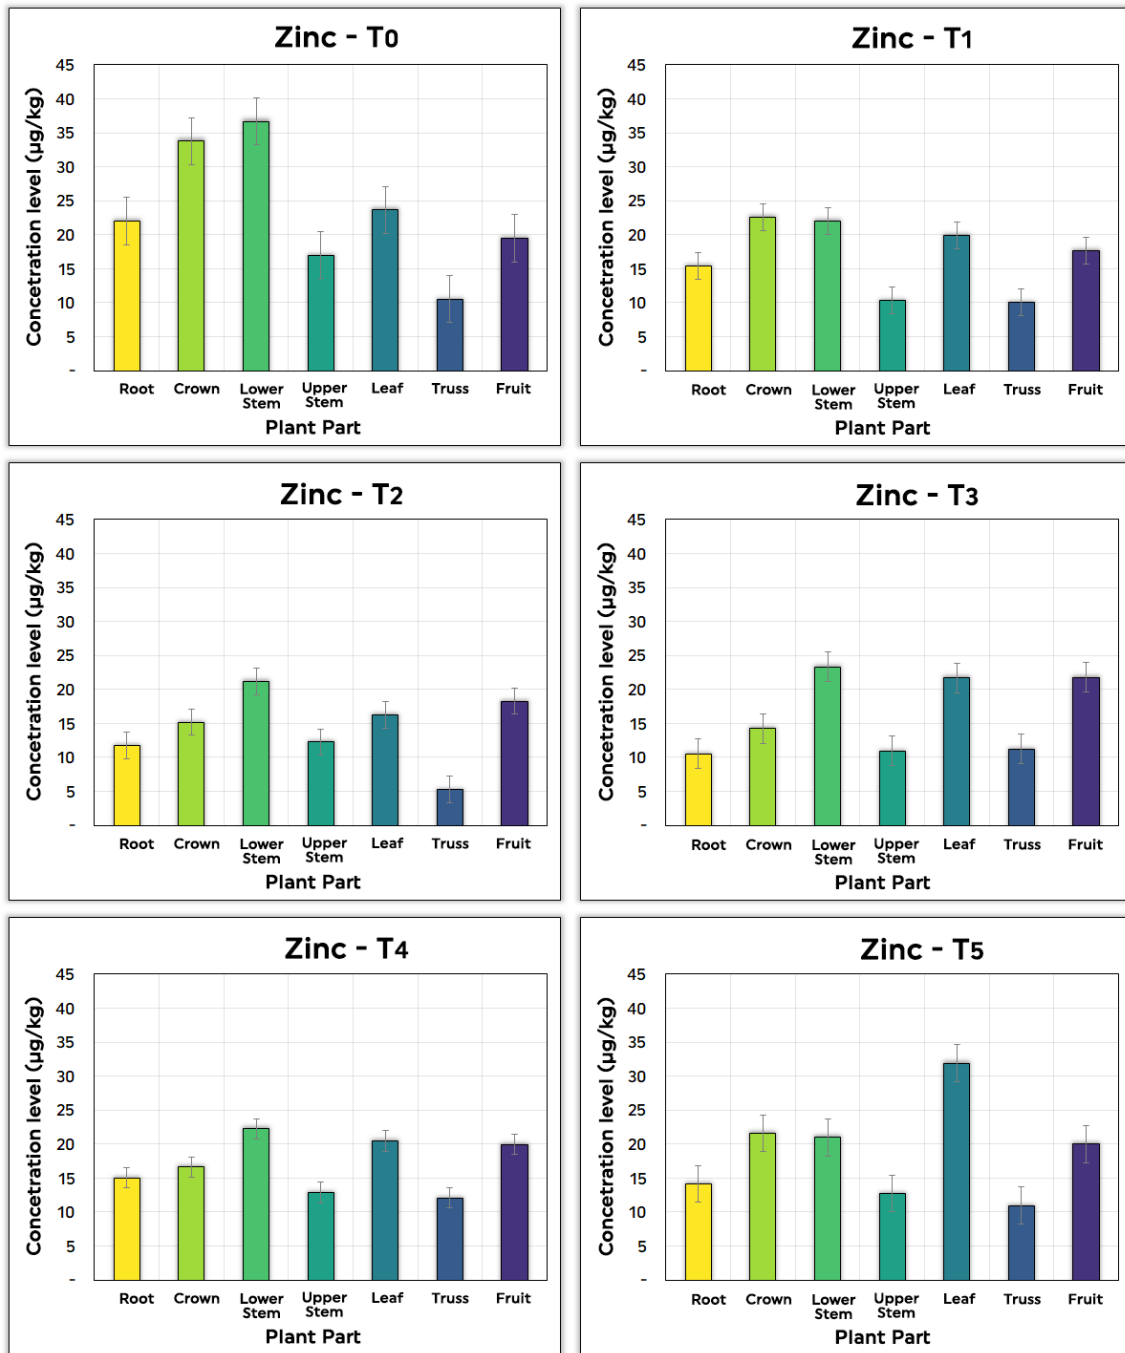 Zinc - T0
Concetration level (µg/kg)
45
40
35
30
25
20
15
10
5
-
Root Crown Lower Stem Upper Stem Leaf Truss Fruit
Plant Part
Zinc - T1
Concetration level (µg/kg)
45
40
35
30
25
20
15
10
5
-
Root Crown Lower Stem Upper Stem Leaf Truss Fruit
Plant Part
Zinc - T2
Concetration level (µg/kg)
45
40
35
30
25
20
15
10
5
-
Root Crown Lower Stem Upper Stem Leaf Truss Fruit
Plant Part
Zinc - T3
Concetration level (µg/kg)
45
40
35
30
25
20
15
10
5
-
Root Crown Lower Stem Upper Stem Leaf Truss Fruit
Plant Part
Zinc - T4
Concetration level (µg/kg)
45
40
35
30
25
20
15
10
5
-
Root Crown Lower Stem Upper Stem Leaf Truss Fruit
Plant Part
Zinc - T5
Concetration level (µg/kg)
45
40
35
30
25
20
15
10
5
-
Root Crown Lower Stem Upper Stem Leaf Truss Fruit
Plant Part